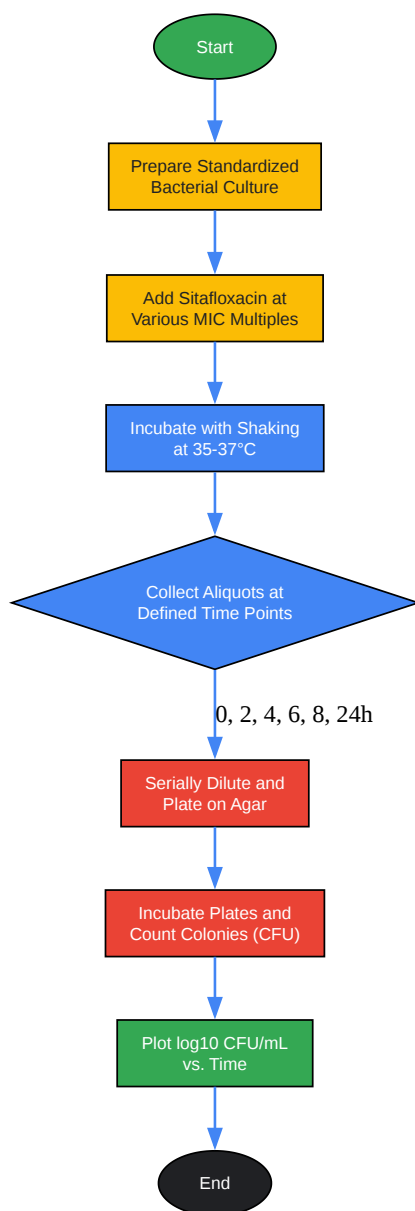 Start
Prepare Standardized
Bacterial Culture
Add Sitafloxacin at
Various MIC Multiples
Incubate with Shaking
at 35-37°C
Collect Aliquots at
Defined Time Points
0, 2, 4, 6, 8, 24h
Serially Dilute and
Plate on Agar
Incubate Plates and
Count Colonies (CFU)
Plot log10 CFU/mL
vs. Time
End